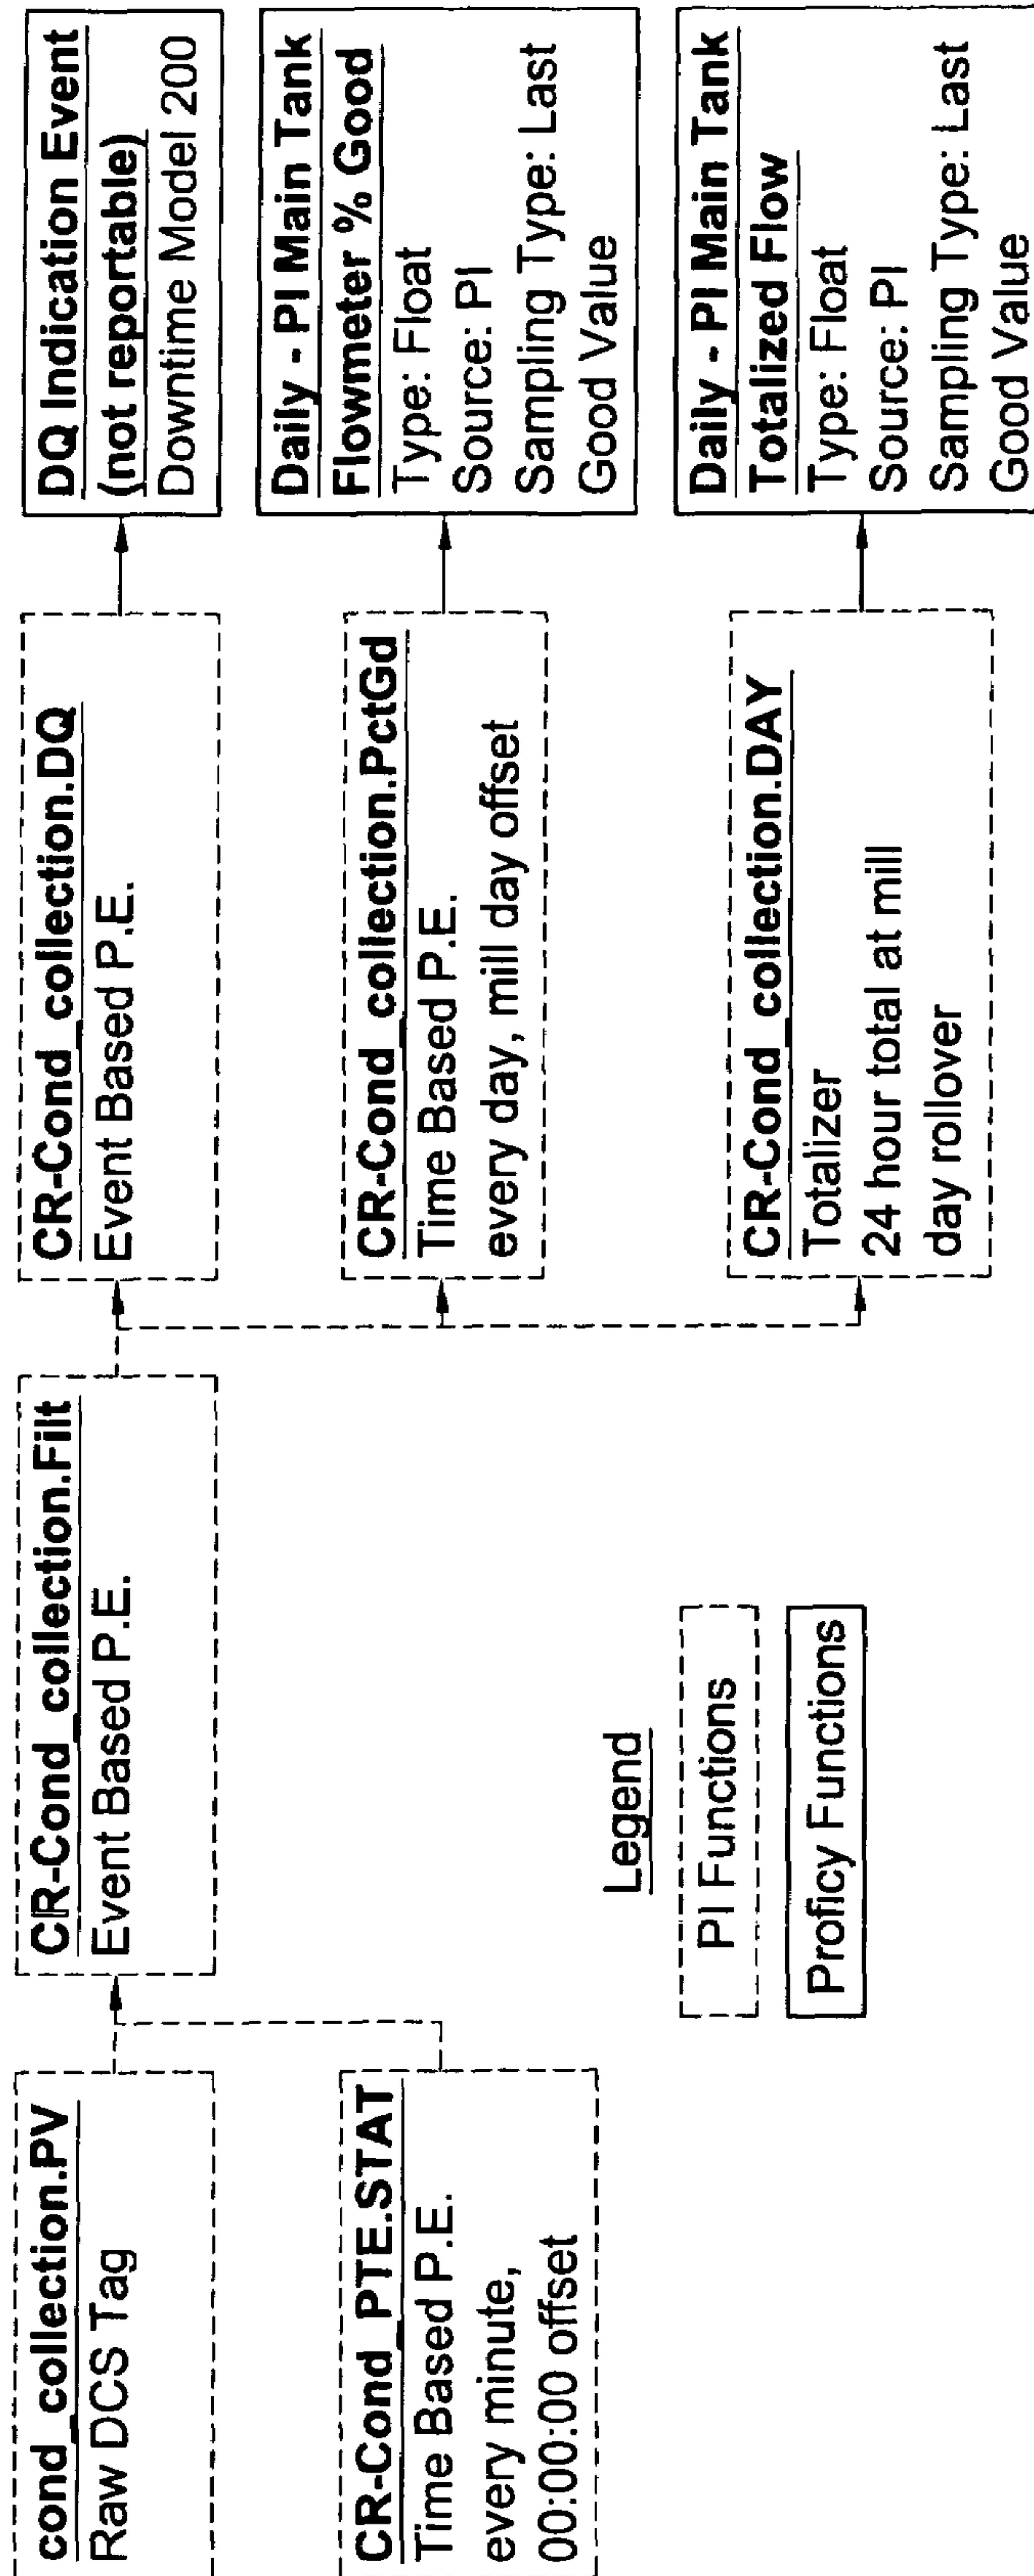 cond_collection.PV
Raw DCS Tag
CR-Cond_PTE.STAT
Time Based P.E.
every minute,
00:00:00 offset
CR-Cond_collection.Filt
Event Based P.E.
CR-Cond_collection.DQ
Event Based P.E.
CR-Cond_collection.PctGd
Time Based P.E.
every day, mill day offset
CR-Cond_collection.DAY
Totalizer
24 hour total at mill
day rollover
DQ Indication Event
(not reportable)
Downtime Model 200
Daily - PI Main Tank
Flowmeter % Good
Type: Float
Source: PI
Sampling Type: Last
Good Value
Daily - PI Main Tank
Totalized Flow
Type: Float
Source: PI
Sampling Type: Last
Good Value
Legend
PI Functions
Proficy Functions